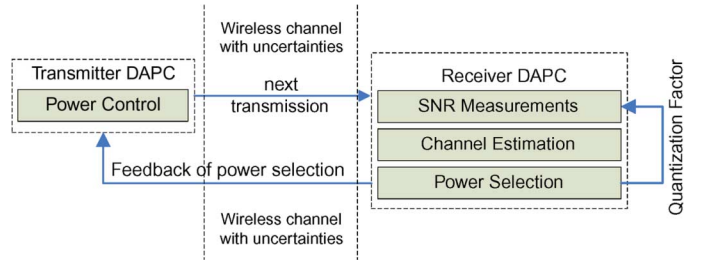 Wireless channel
with uncertainties
Transmitter DAPC
Power Control
next
transmission
Receiver DAPC
SNR Measurements
Channel Estimation
Power Selection
Quantization Factor
Feedback of power selection
Wireless channel
with uncertainties